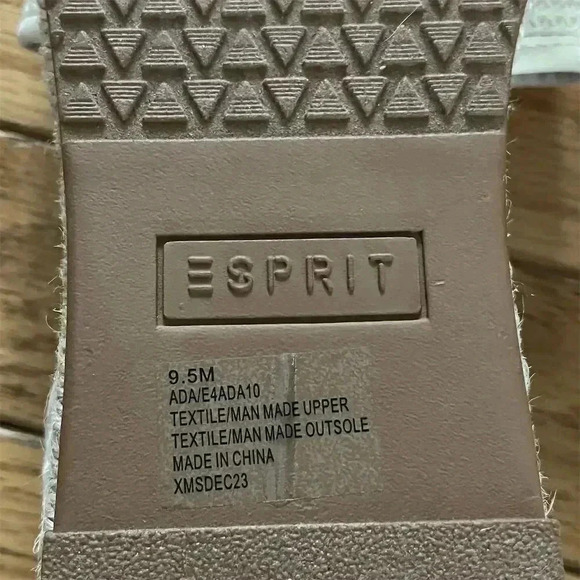 ESPRIT
9.5M
ADA/E4ADA10
TEXTILE/MAN MADE UPPER
TEXTILE/MAN MADE OUTSOLE
MADE IN CHINA
XMSDEC23